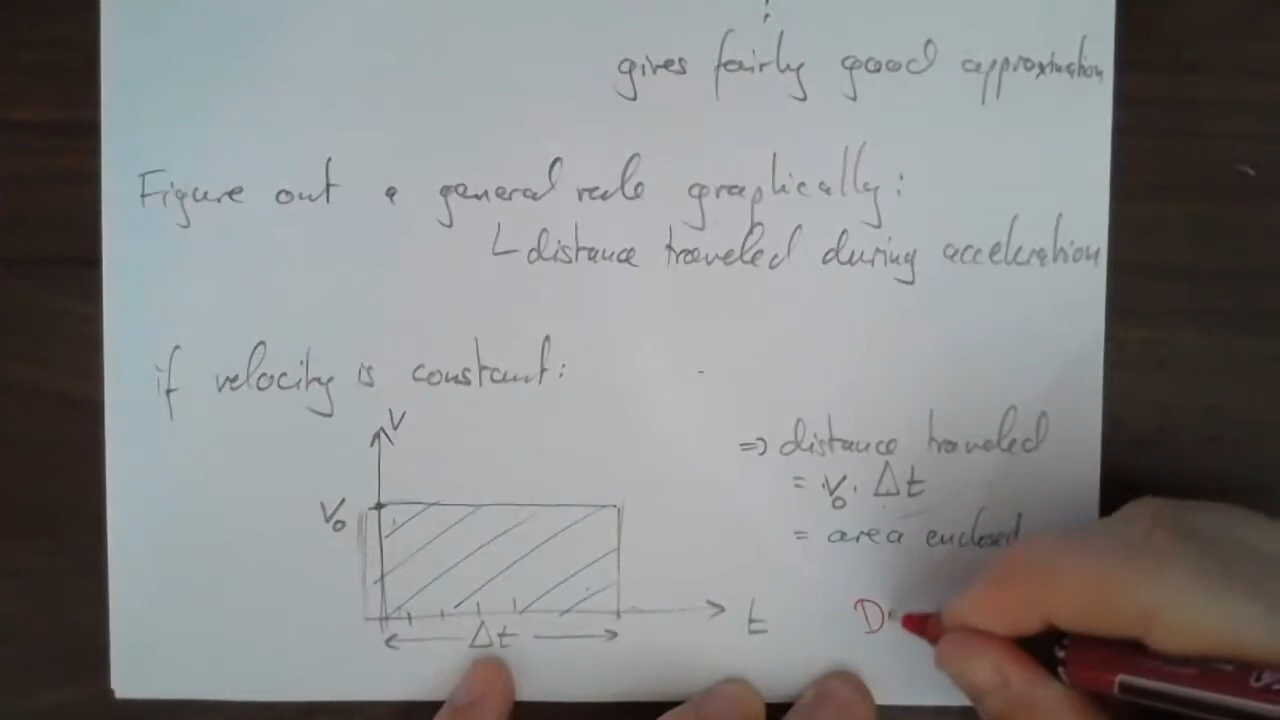 gives fairly good approximation
Figure out a general rule graphically:
distance traveled during acceleration
if velocity is constant:
V
⇒ distance traveled
= V₀ · Δt
V₀
= area enclosed
t
D
Δt